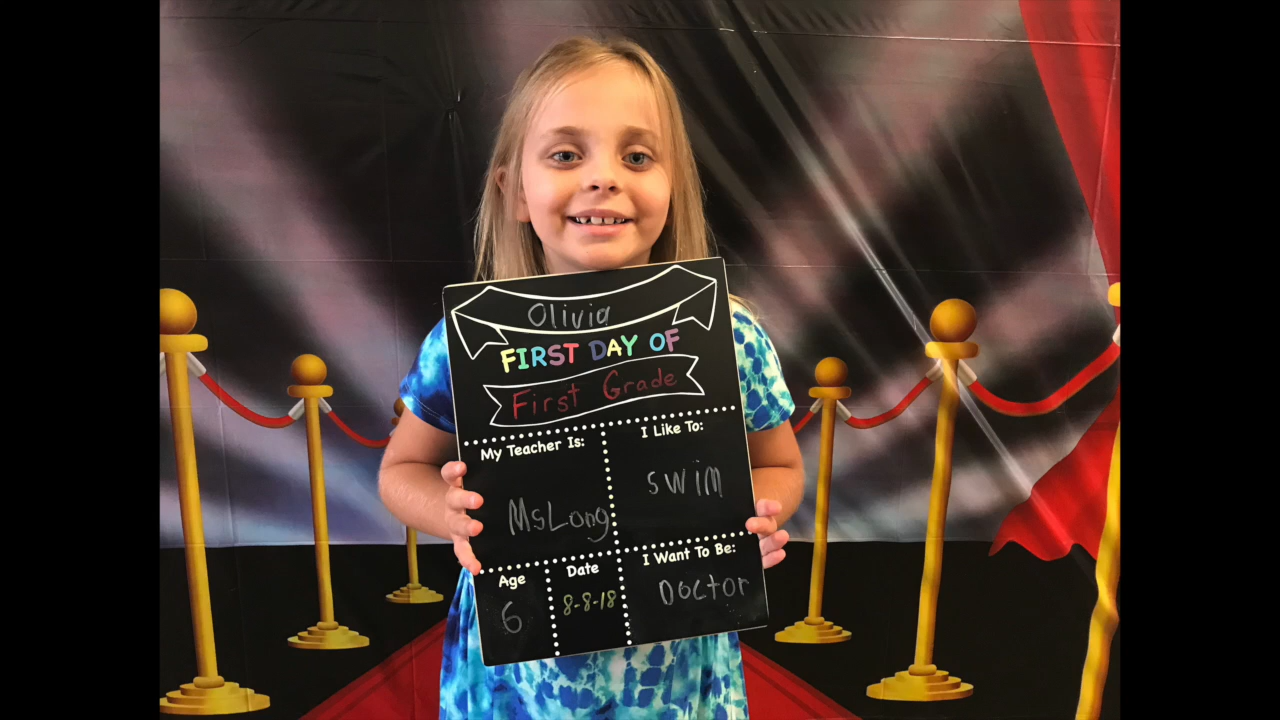 Olivia
FIRST DAY OF
First Grade
My Teacher Is:
MsLong
I Like To:
swim
Age
6
Date
8-8-18
I Want To Be:
Doctor